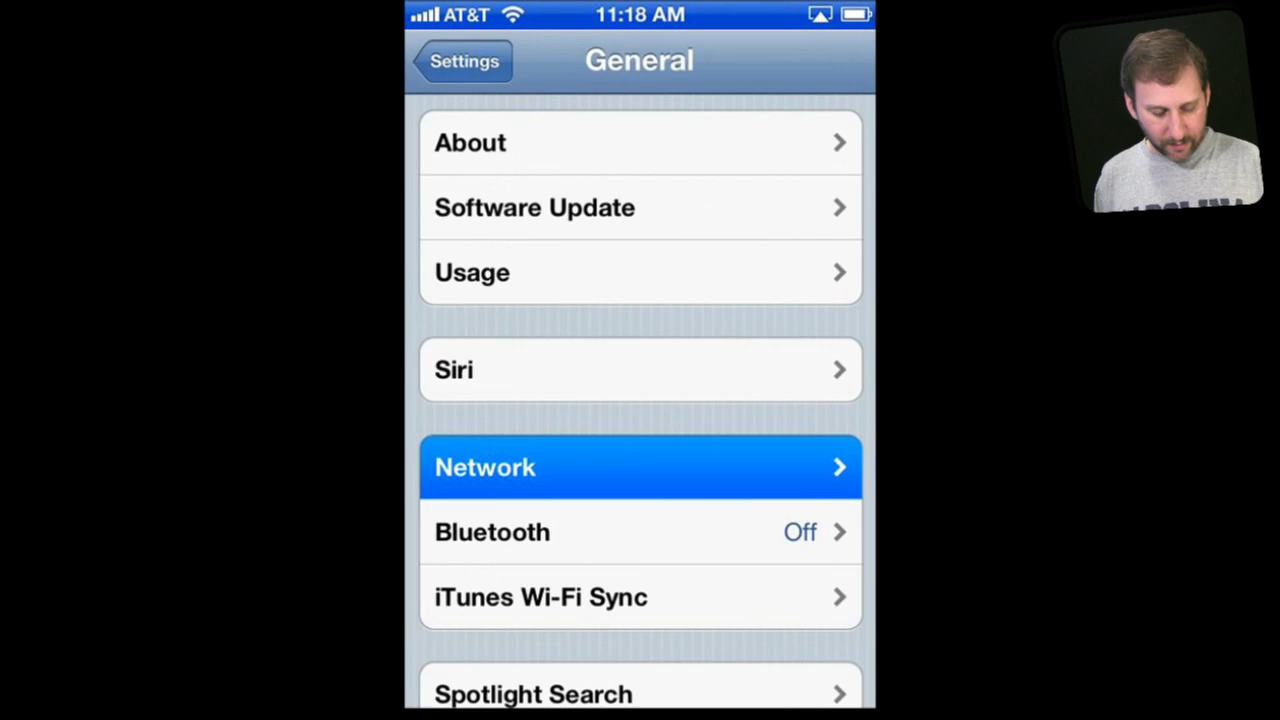 AT&T 11:18 AM
Settings General
About
Software Update
Usage
Siri
Network
Bluetooth Off
iTunes Wi-Fi Sync
Spotlight Search